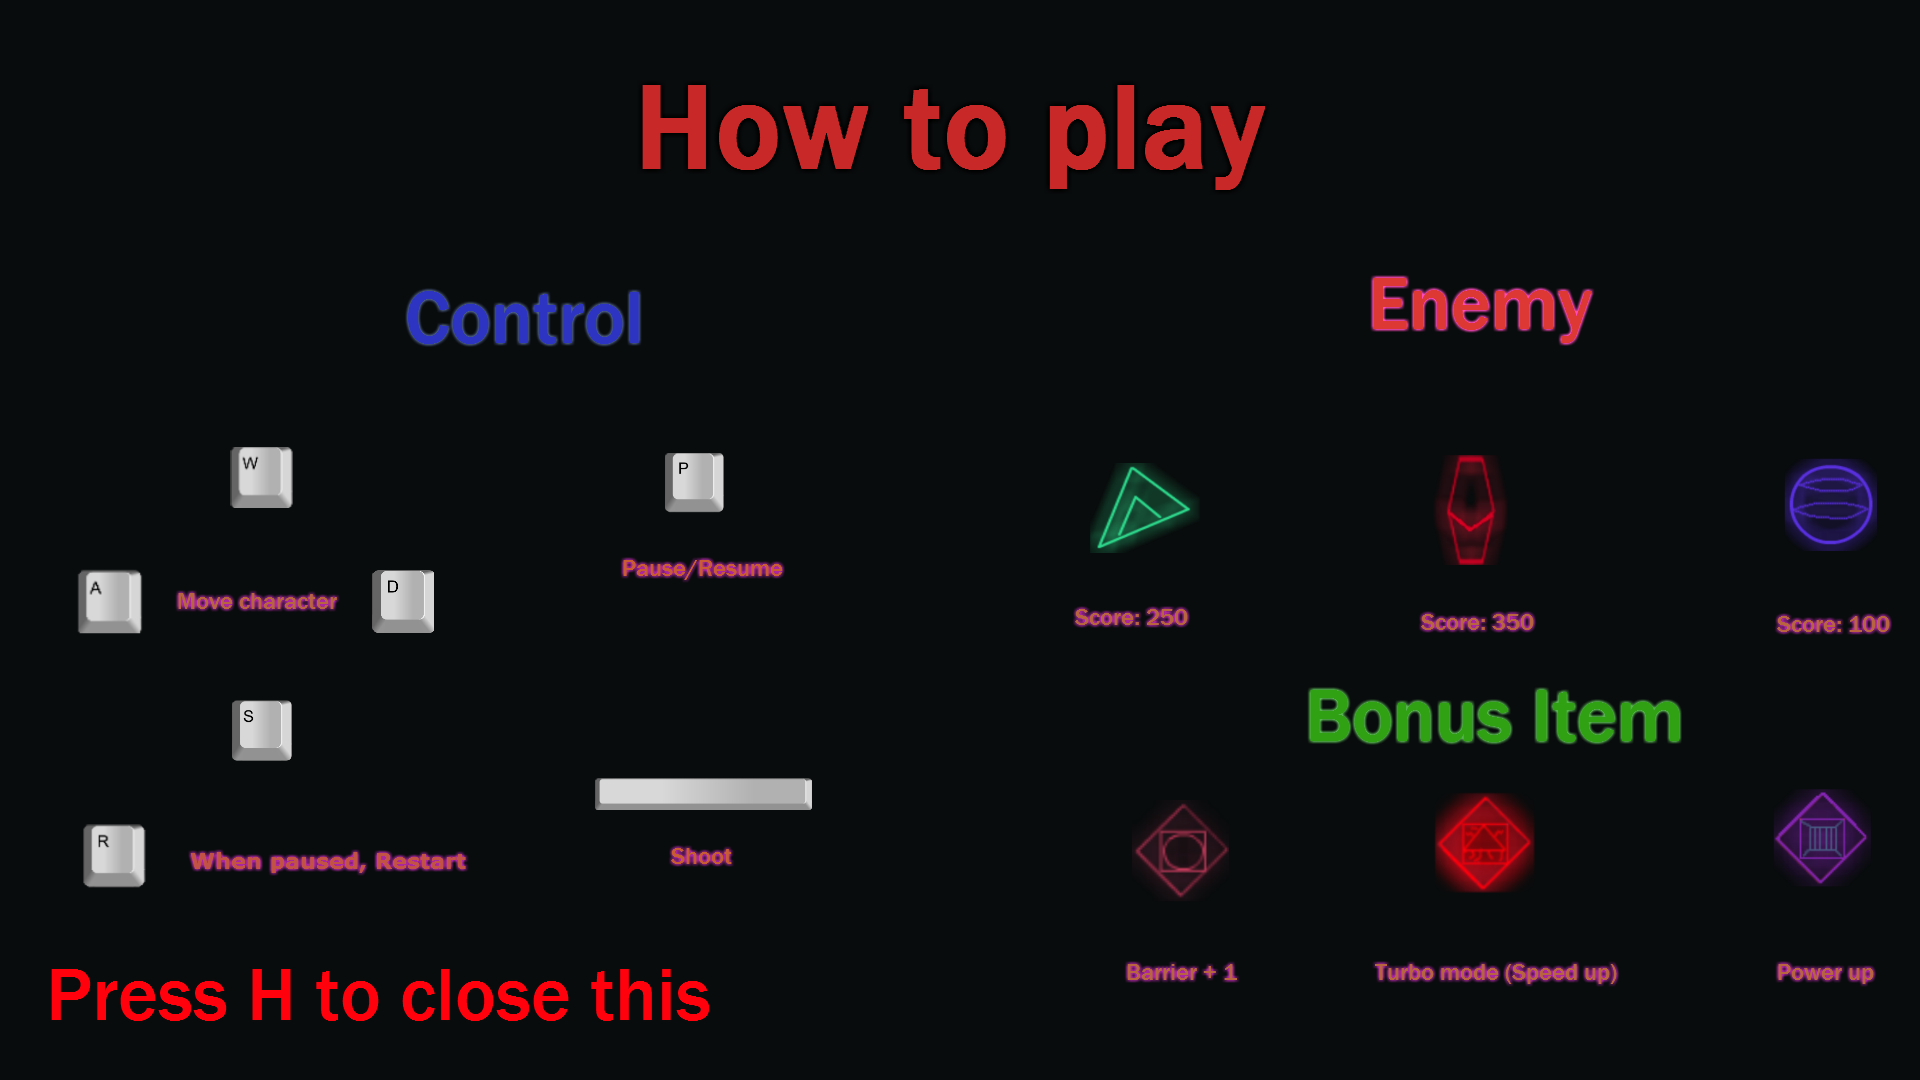 How to play
Control
Enemy
W
P
A
Move character
D
Pause/Resume
Score: 250
Score: 350
Score: 100
S
Bonus Item
Shoot
R
When paused, Restart
Barrier + 1
Turbo mode (Speed up)
Power up
Press H to close this